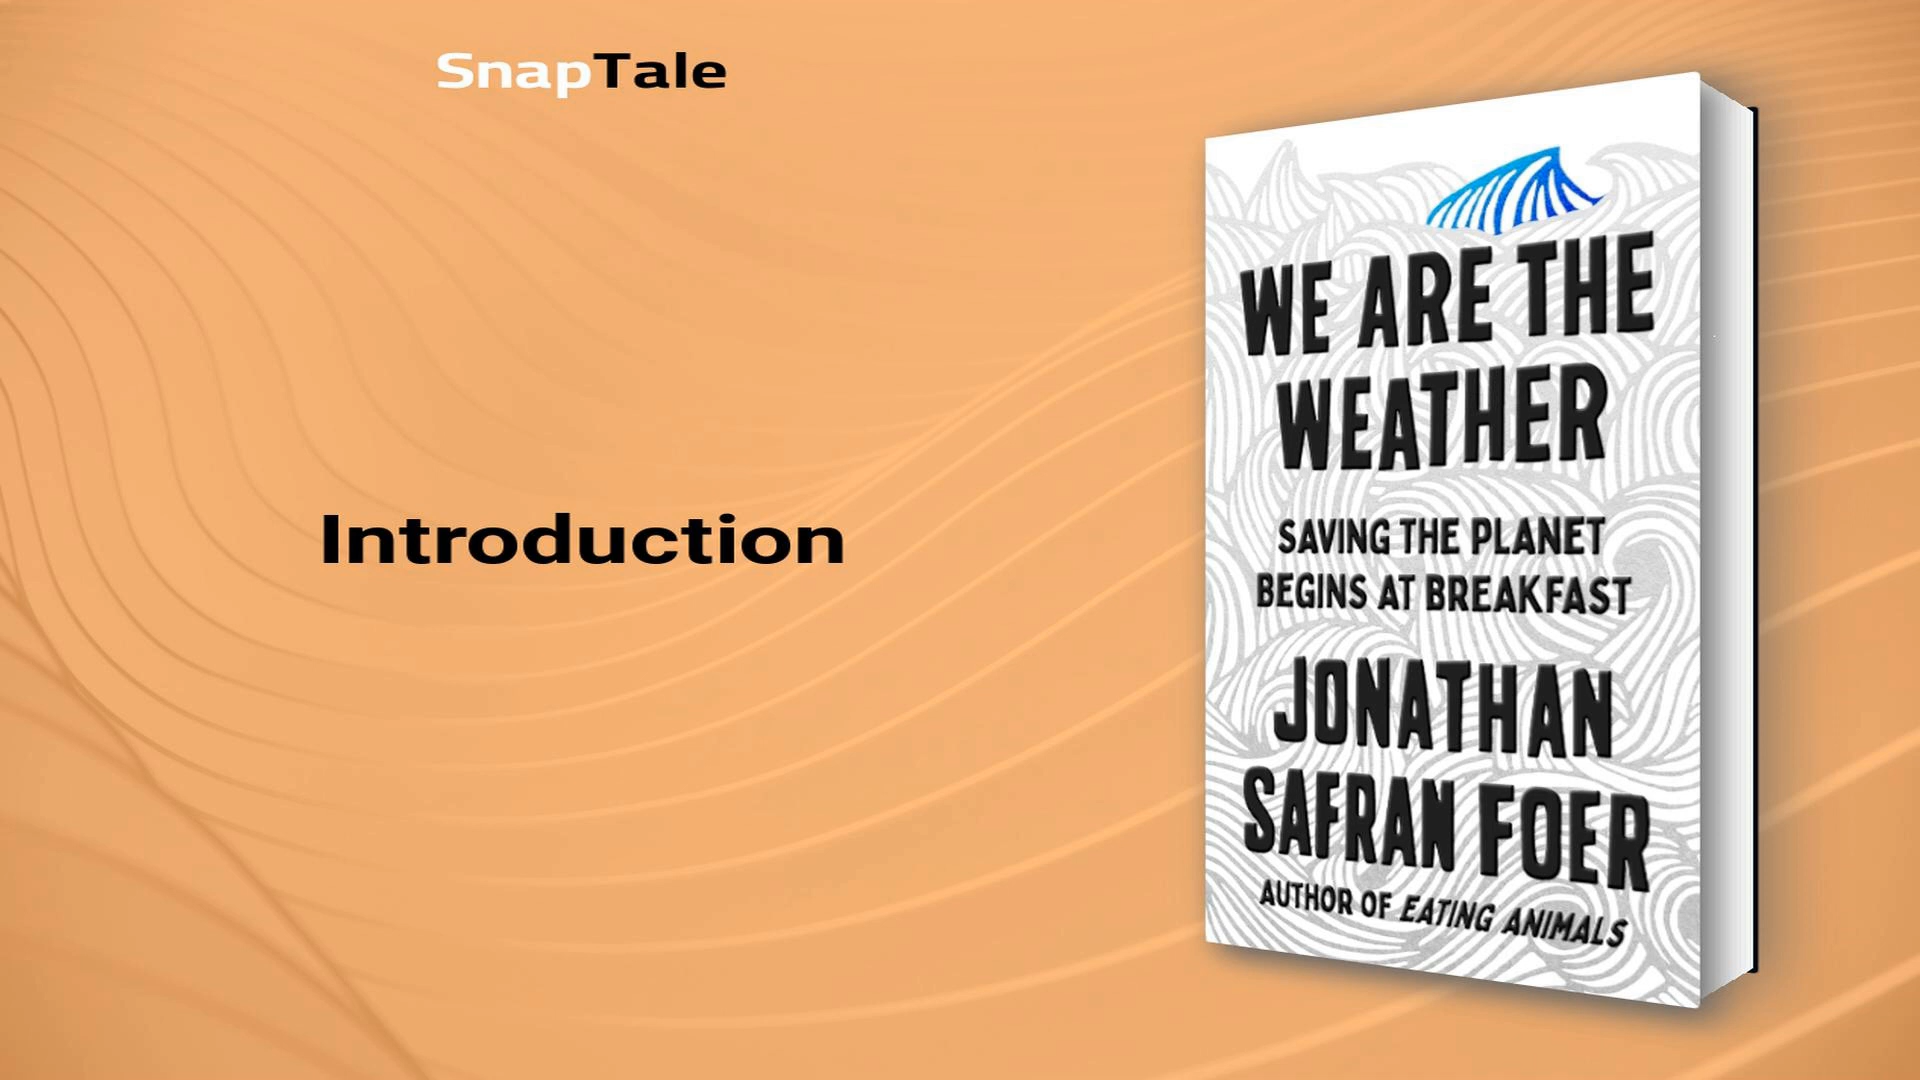 SnapTale
Introduction
WE ARE THE
WEATHER
SAVING THE PLANET
BEGINS AT BREAKFAST
JONATHAN
SAFRAN FOER
AUTHOR OF EATING ANIMALS